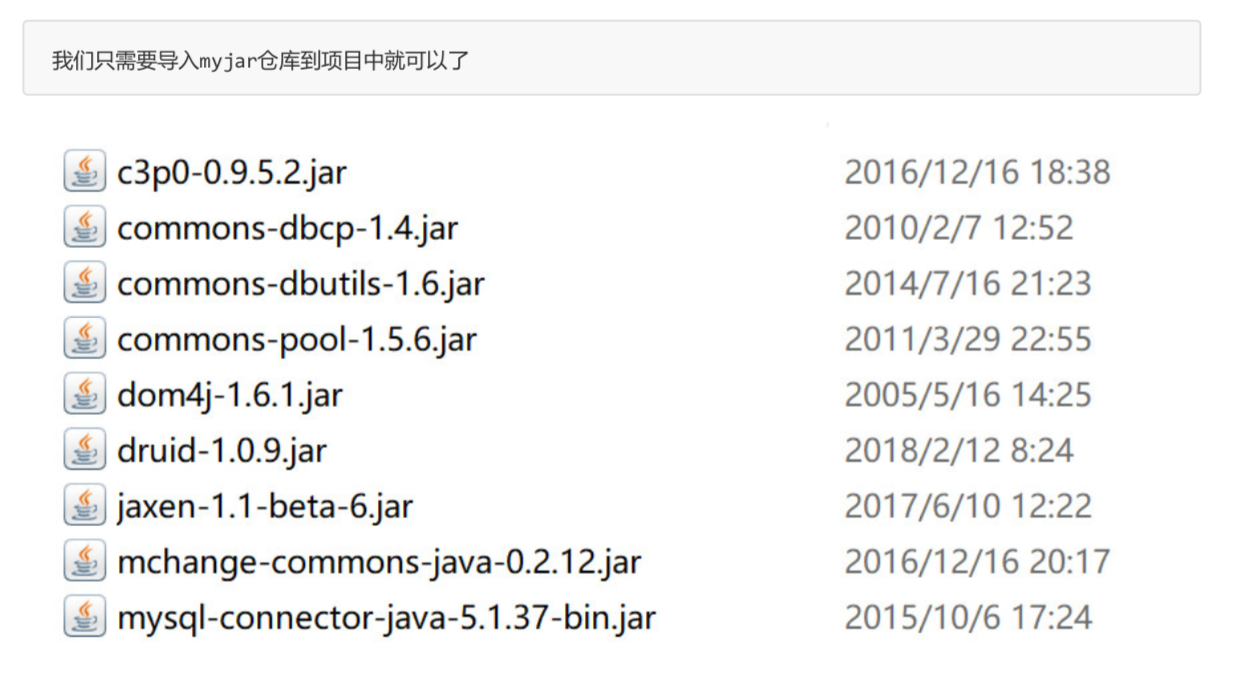 我们只需要导入myjar仓库到项目中就可以了
c3p0-0.9.5.2.jar 2016/12/16 18:38
commons-dbcp-1.4.jar 2010/2/7 12:52
commons-dbutils-1.6.jar 2014/7/16 21:23
commons-pool-1.5.6.jar 2011/3/29 22:55
dom4j-1.6.1.jar 2005/5/16 14:25
druid-1.0.9.jar 2018/2/12 8:24
jaxen-1.1-beta-6.jar 2017/6/10 12:22
mchange-commons-java-0.2.12.jar 2016/12/16 20:17
mysql-connector-java-5.1.37-bin.jar 2015/10/6 17:24